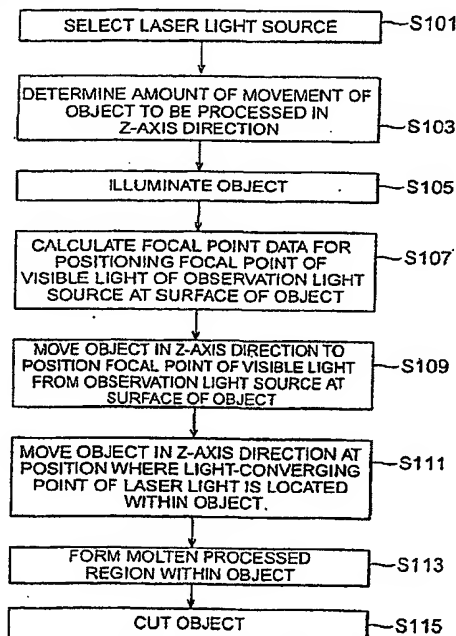 SELECT LASER LIGHT SOURCE
S101
DETERMINE AMOUNT OF MOVEMENT OF
OBJECT TO BE PROCESSED IN
Z-AXIS DIRECTION
S103
ILLUMINATE OBJECT
S105
CALCULATE FOCAL POINT DATA FOR
POSITIONING FOCAL POINT OF
VISIBLE LIGHT OF OBSERVATION LIGHT
SOURCE AT SURFACE OF OBJECT
S107
MOVE OBJECT IN Z-AXIS DIRECTION TO
POSITION FOCAL POINT OF VISIBLE LIGHT
FROM OBSERVATION LIGHT SOURCE AT
SURFACE OF OBJECT
S109
MOVE OBJECT IN Z-AXIS DIRECTION AT
POSITION WHERE LIGHT-CONVERGING
POINT OF LASER LIGHT IS LOCATED
WITHIN OBJECT.
S111
FORM MOLTEN PROCESSED
REGION WITHIN OBJECT
S113
CUT OBJECT
S115